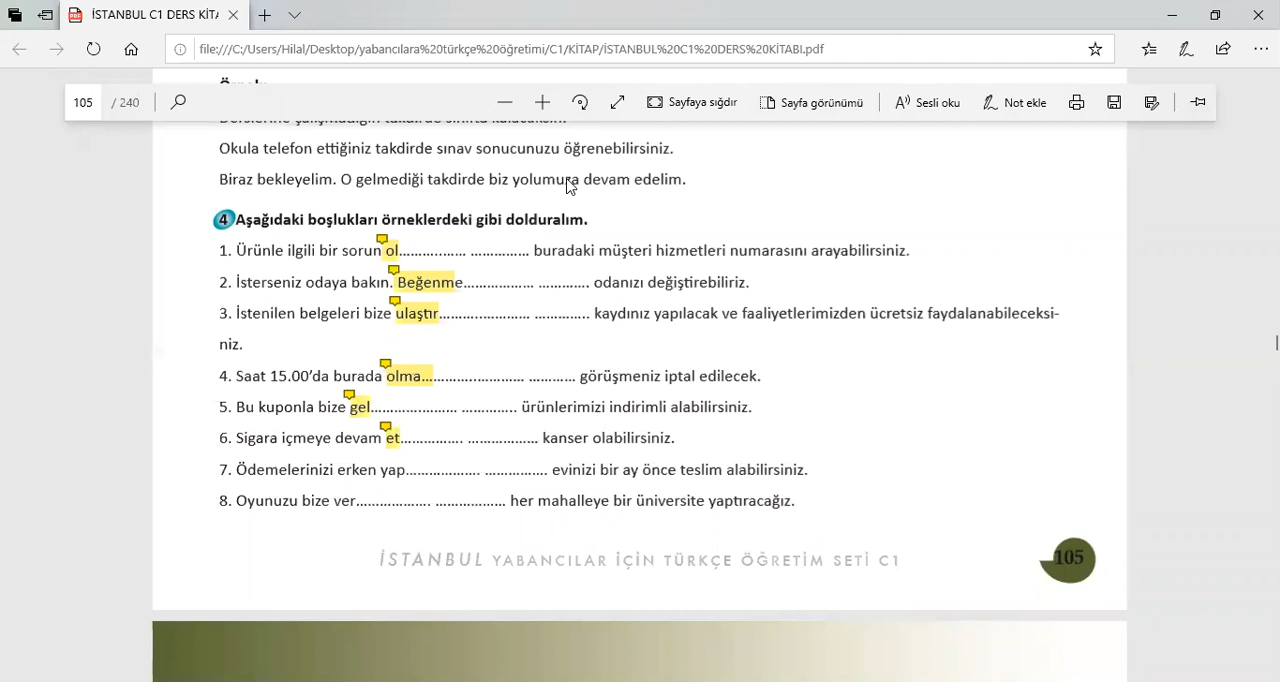 İSTANBUL C1 DERS KİTA
file:///C:/Users/Hilal/Desktop/yabancılara%20türkçe%20öğretimi/C1/KİTAP/İSTANBUL%20C1%20DERS%20KİTABI.pdf
105 / 240 Sayfaya sığdır Sayfa görünümü Sesli oku Not ekle
Okula telefon ettiğiniz takdirde sınav sonucunuzu öğrenebilirsiniz.
Biraz bekleyelim. O gelmediği takdirde biz yolumuza devam edelim.
4 Aşağıdaki boşlukları örneklerdeki gibi dolduralım.
1. Ürünle ilgili bir sorun ol……………… …………… buradaki müşteri hizmetleri numarasını arayabilirsiniz.
2. İsterseniz odaya bakın. Beğenme……………… …………. odanızı değiştirebiliriz.
3. İstenilen belgeleri bize ulaştır………………… ………….. kaydınız yapılacak ve faaliyetlerimizden ücretsiz faydalanabileceksi-
niz.
4. Saat 15.00’da burada olma…………………… ………… görüşmeniz iptal edilecek.
5. Bu kuponla bize gel………………… ………….. ürünlerimizi indirimli alabilirsiniz.
6. Sigara içmeye devam et……………. ……………… kanser olabilirsiniz.
7. Ödemelerinizi erken yap………………. ……………. evinizi bir ay önce teslim alabilirsiniz.
8. Oyunuzu bize ver………………. ……………… her mahalleye bir üniversite yaptıracağız.
İSTANBUL YABANCILAR İÇİN TÜRKÇE ÖĞRETİM SETİ C1
105